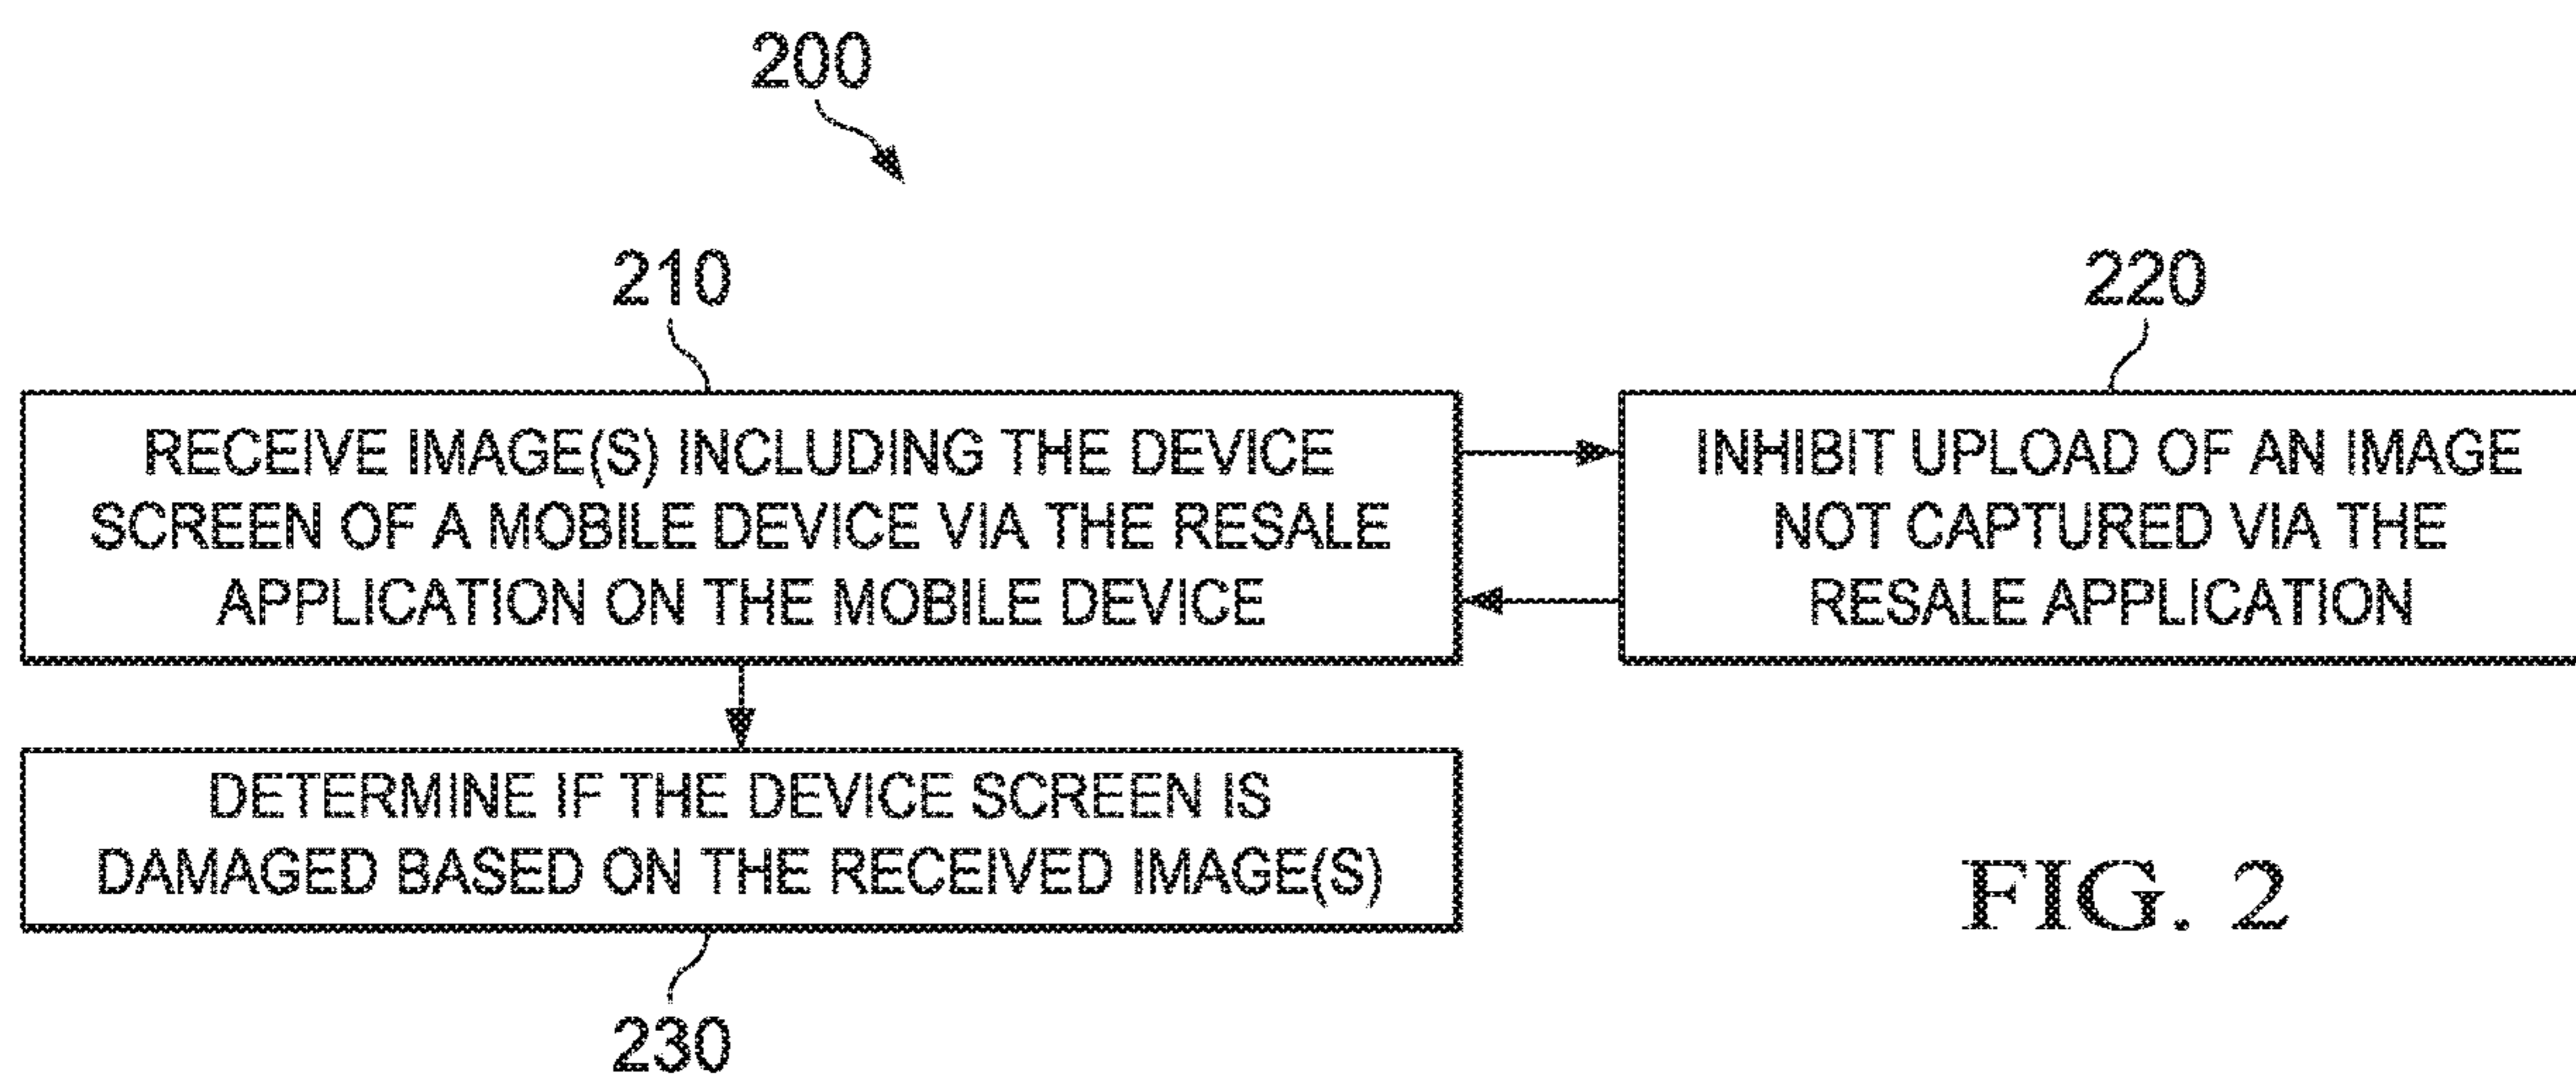 200
210
220
RECEIVE IMAGE(S) INCLUDING THE DEVICE
SCREEN OF A MOBILE DEVICE VIA THE RESALE
APPLICATION ON THE MOBILE DEVICE
INHIBIT UPLOAD OF AN IMAGE
NOT CAPTURED VIA THE
RESALE APPLICATION
DETERMINE IF THE DEVICE SCREEN IS
DAMAGED BASED ON THE RECEIVED IMAGE(S)
230
FIG. 2